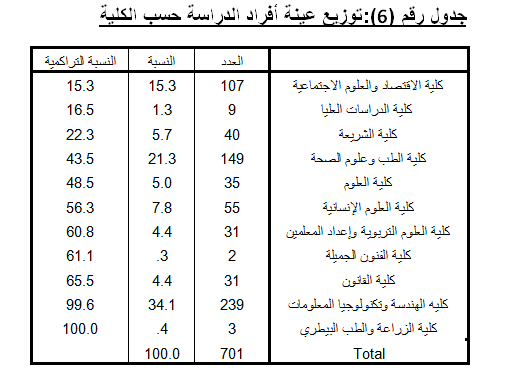 جدول رقم (6):توزيع عينة أفراد الدراسة حسب الكلية
العدد النسبة النسبة التراكمية
كلية الاقتصاد والعلوم الاجتماعية 107 15.3 15.3
كلية الدراسات العليا 9 1.3 16.5
كلية الشريعة 40 5.7 22.3
كلية الطب وعلوم الصحة 149 21.3 43.5
كلية العلوم 35 5.0 48.5
كلية العلوم الإنسانية 55 7.8 56.3
كلية العلوم التربوية وإعداد المعلمين 31 4.4 60.8
كلية الفنون الجميلة 2 .3 61.1
كلية القانون 31 4.4 65.5
كليه الهندسة وتكنولوجيا المعلومات 239 34.1 99.6
كلية الزراعة والطب البيطري 3 .4 100.0
Total 701 100.0